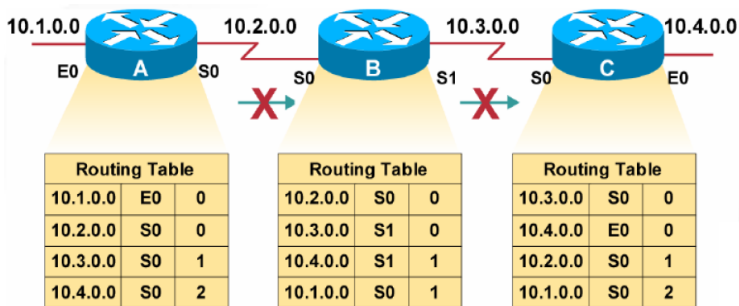 10.1.0.0 10.2.0.0 10.3.0.0 10.4.0.0
E0 A S0 S0 B S1 S0 C E0
X X
Routing Table Routing Table Routing Table
10.1.0.0 E0 0 10.2.0.0 S0 0 10.3.0.0 S0 0
10.2.0.0 S0 0 10.3.0.0 S1 0 10.4.0.0 E0 0
10.3.0.0 S0 1 10.4.0.0 S1 1 10.2.0.0 S0 1
10.4.0.0 S0 2 10.1.0.0 S0 1 10.1.0.0 S0 2